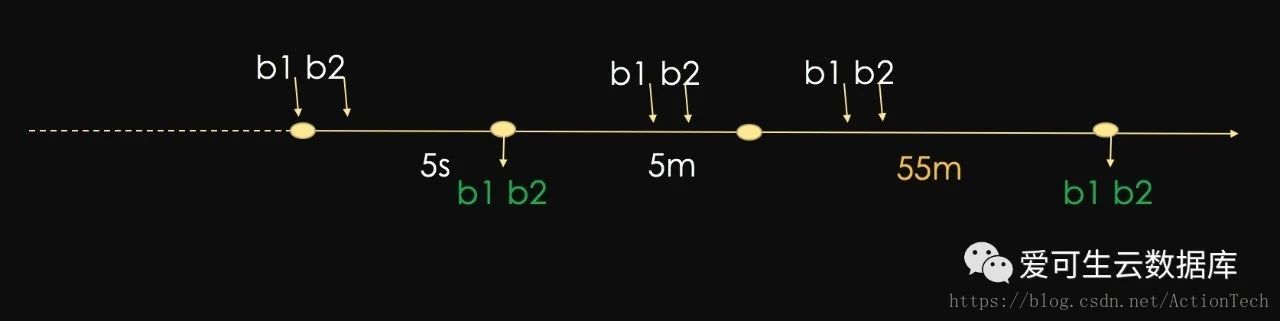 b1 b2
b1 b2
b1 b2
5s
5m
55m
b1 b2
b1 b2
爱可生云数据库
https://blog.csdn.net/ActionTech